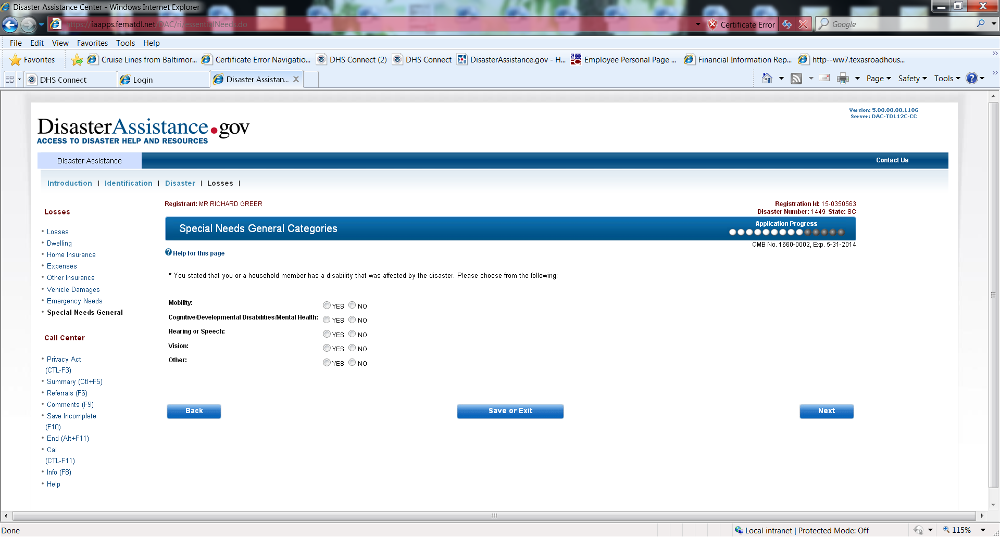 Disaster Assistance Center - Windows Internet Explorer
https://iaapps.fematdl.net/DAC/ri/essentialNeeds.do
Certificate Error
Google
File Edit View Favorites Tools Help
Favorites
Cruise Lines from Baltimor...
Certificate Error Navigatio...
DHS Connect (2)
DHS Connect
DisasterAssistance.gov - H...
Employee Personal Page ...
Financial Information Rep...
http--ww7.texasroadhous...
DHS Connect
Login
Disaster Assistan...
Page Safety Tools
Version: 5.00.00.00.1106
Server: DAC-TDL12C-CC
DisasterAssistance.gov
ACCESS TO DISASTER HELP AND RESOURCES
Disaster Assistance
Contact Us
Introduction | Identification | Disaster | Losses |
Registrant: MR RICHARD GREER
Registration Id: 15-0350563
Disaster Number: 1449 State: SC
Special Needs General Categories
Application Progress
OMB No. 1660-0002, Exp. 5-31-2014
Help for this page
* You stated that you or a household member has a disability that was affected by the disaster. Please choose from the following:
Mobility: YES NO
Cognitive/Developmental Disabilities/Mental Health: YES NO
Hearing or Speech: YES NO
Vision: YES NO
Other: YES NO
Back
Save or Exit
Next
Losses
Losses
Dwelling
Home Insurance
Expenses
Other Insurance
Vehicle Damages
Emergency Needs
Special Needs General
Call Center
Privacy Act
(CTL-F3)
Summary (Ctl+F5)
Referrals (F6)
Comments (F9)
Save Incomplete
(F10)
End (Alt+F11)
Cal
(CTL-F11)
Info (F8)
Help
Done
Local intranet | Protected Mode: Off
115%